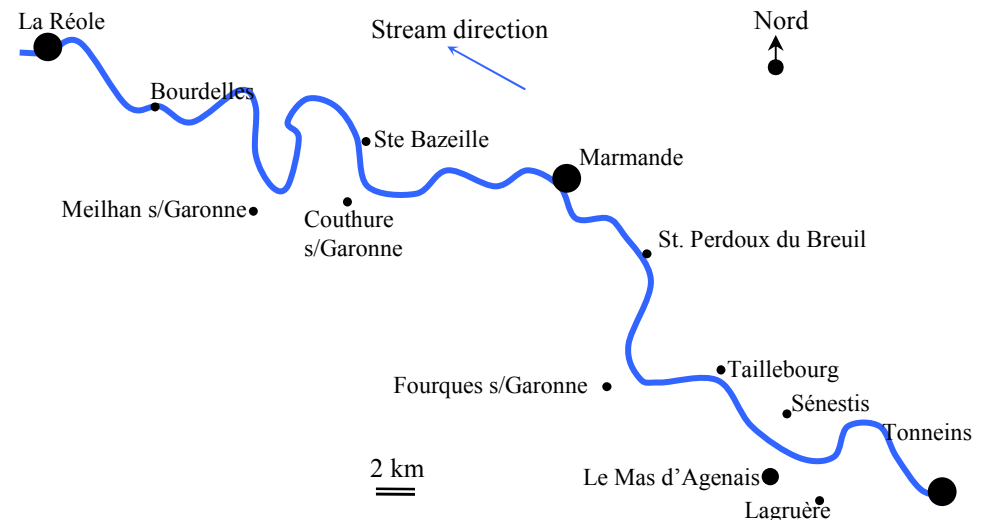 La Réole
Nord
Stream direction
Bourdelles
Ste Bazeille
Marmande
Meilhan s/Garonne
Couthure
s/Garonne
St. Perdoux du Breuil
Taillebourg
Fourques s/Garonne
Sénestis
Tonneins
2 km
Le Mas d’Agenais
Lagruère